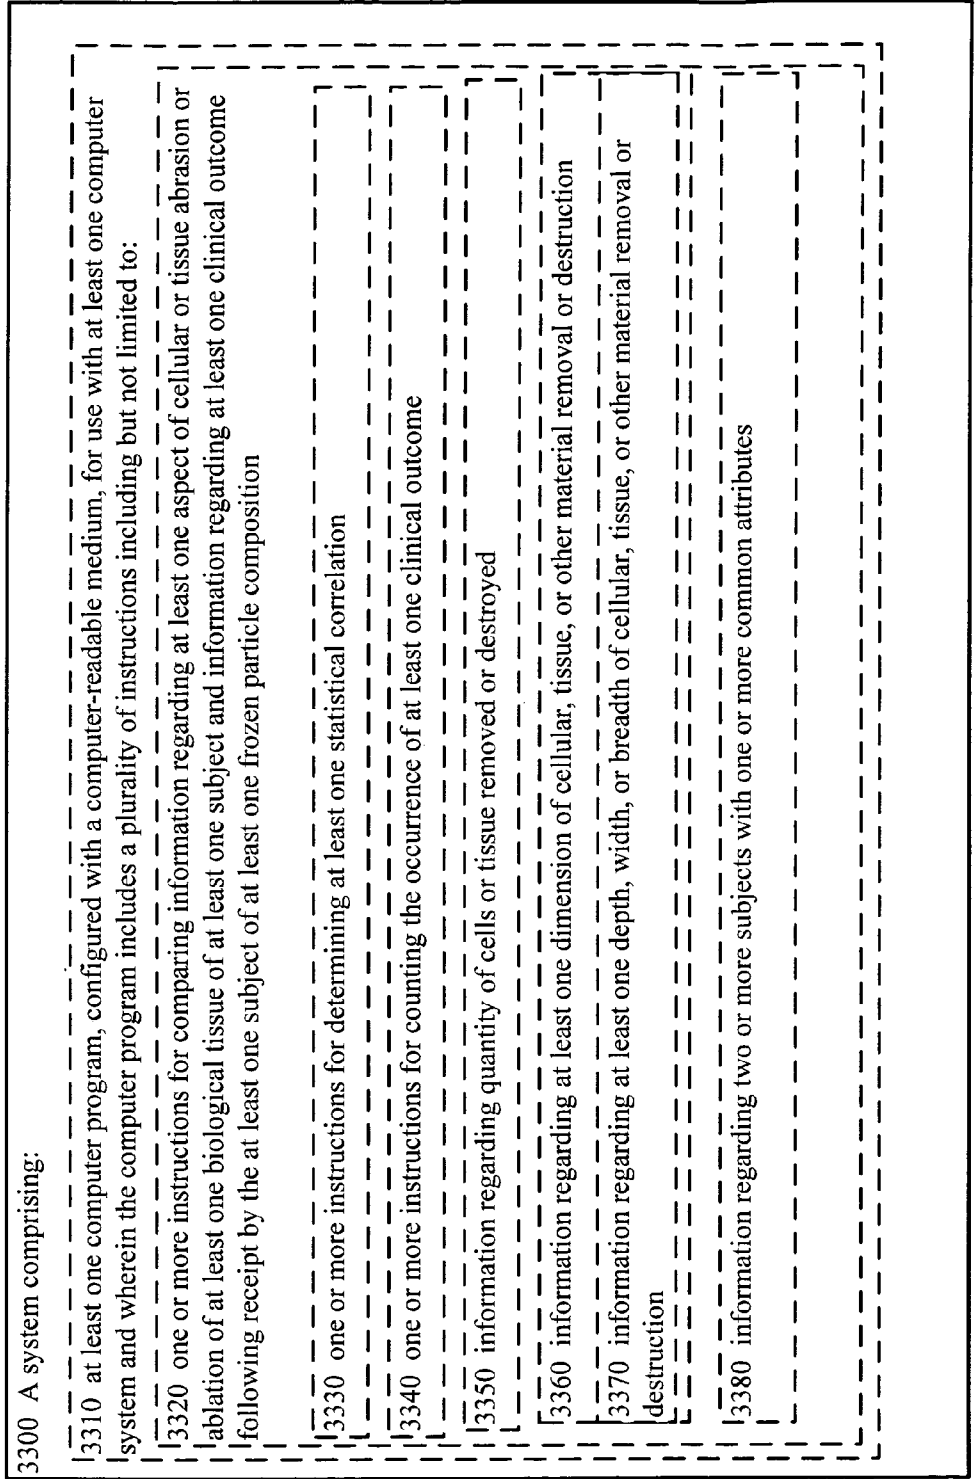 3300 A system comprising:
3310 at least one computer program, configured with a computer-readable medium, for use with at least one computer
system and wherein the computer program includes a plurality of instructions including but not limited to:
3320 one or more instructions for comparing information regarding at least one aspect of cellular or tissue abrasion or
ablation of at least one biological tissue of at least one subject and information regarding at least one clinical outcome
following receipt by the at least one subject of at least one frozen particle composition
3330 one or more instructions for determining at least one statistical correlation
3340 one or more instructions for counting the occurrence of at least one clinical outcome
3350 information regarding quantity of cells or tissue removed or destroyed
3360 information regarding at least one dimension of cellular, tissue, or other material removal or destruction
3370 information regarding at least one depth, width, or breadth of cellular, tissue, or other material removal or
destruction
3380 information regarding two or more subjects with one or more common attributes